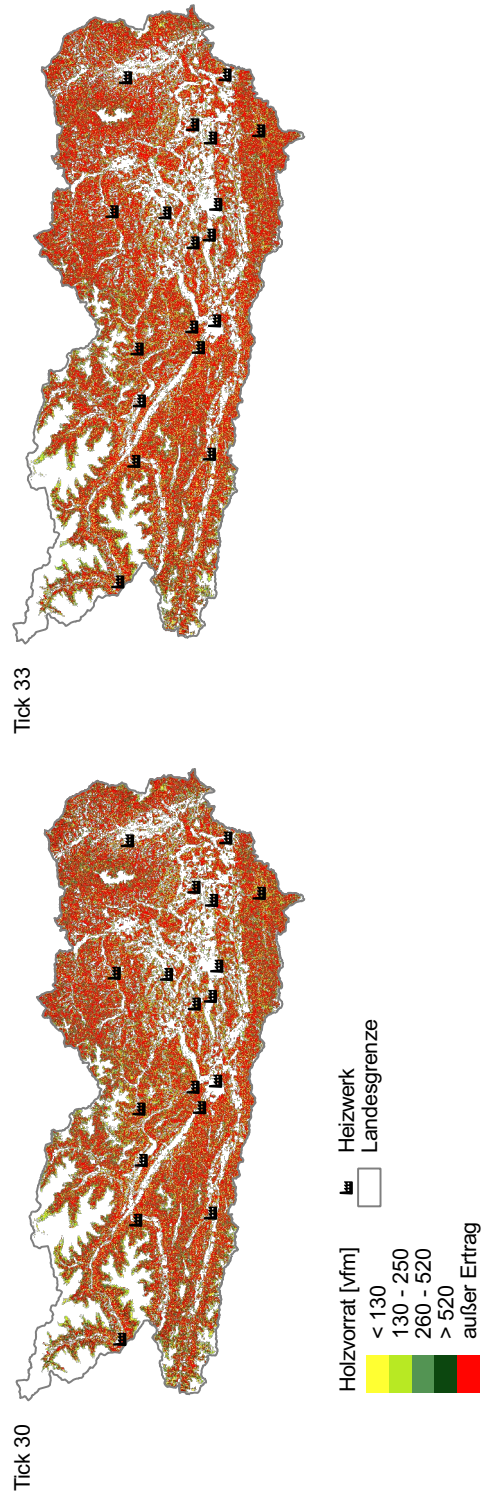 Tick 30
Tick 33
Holzvorrat [vfm]
< 130
130 - 250
260 - 520
> 520
außer Ertrag
Heizwerk
Landesgrenze